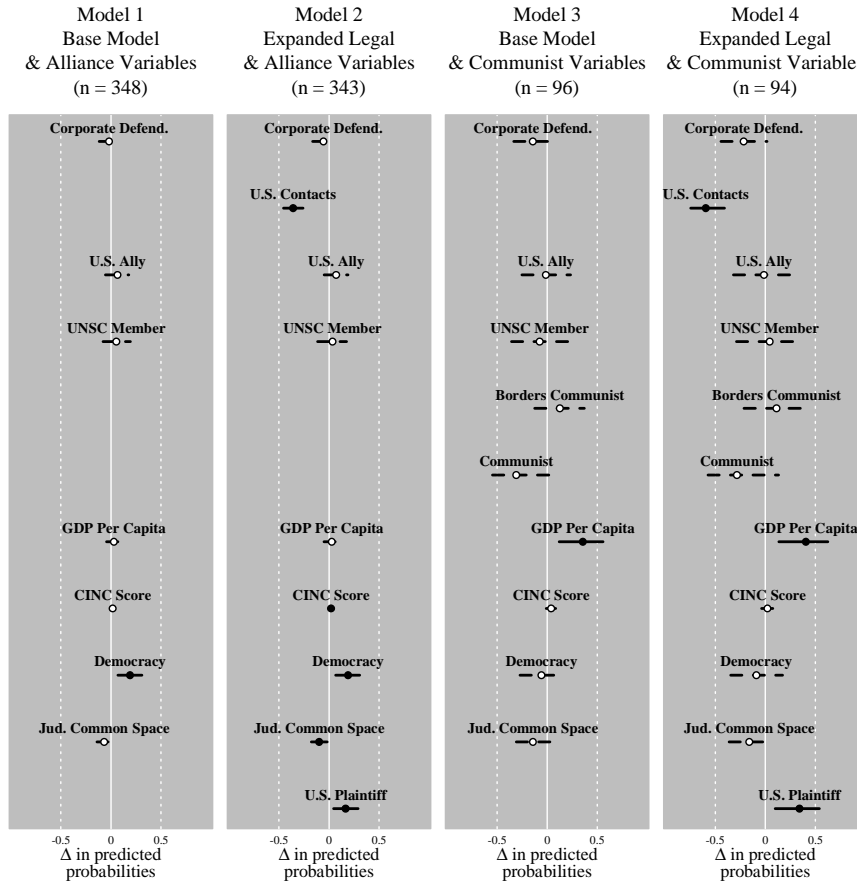 Model 1
Base Model
& Alliance Variables
(n = 348)
Corporate Defend.
U.S. Ally
UNSC Member
GDP Per Capita
CINC Score
Democracy
Jud. Common Space
-0.5 0 0.5
Δ in predicted
probabilities
Model 2
Expanded Legal
& Alliance Variables
(n = 343)
Corporate Defend.
U.S. Contacts
U.S. Ally
UNSC Member
GDP Per Capita
CINC Score
Democracy
Jud. Common Space
U.S. Plaintiff
-0.5 0 0.5
Δ in predicted
probabilities
Model 3
Base Model
& Communist Variables
(n = 96)
Corporate Defend.
U.S. Ally
UNSC Member
Borders Communist
Communist
GDP Per Capita
CINC Score
Democracy
Jud. Common Space
-0.5 0 0.5
Δ in predicted
probabilities
Model 4
Expanded Legal
& Communist Variable
(n = 94)
Corporate Defend.
U.S. Contacts
U.S. Ally
UNSC Member
Borders Communist
Communist
GDP Per Capita
CINC Score
Democracy
Jud. Common Space
U.S. Plaintiff
-0.5 0 0.5
Δ in predicted
probabilities